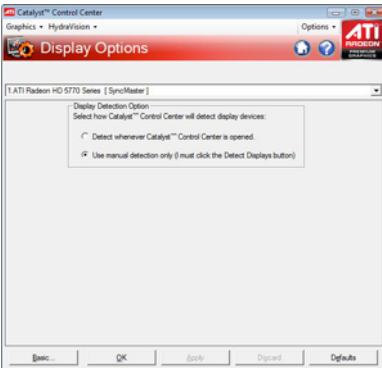 Catalyst™ Control Center
Graphics HydraVision Options
ATI
RADEON
PREMIUM
GRAPHICS
Display Options
1.ATI Radeon HD 5770 Series [ SyncMaster ]
Display Detection Option
Select how Catalyst™ Control Center will detect display devices:
Detect whenever Catalyst™ Control Center is opened.
Use manual detection only (I must click the Detect Displays button)
Basic... OK Apply Discard Defaults